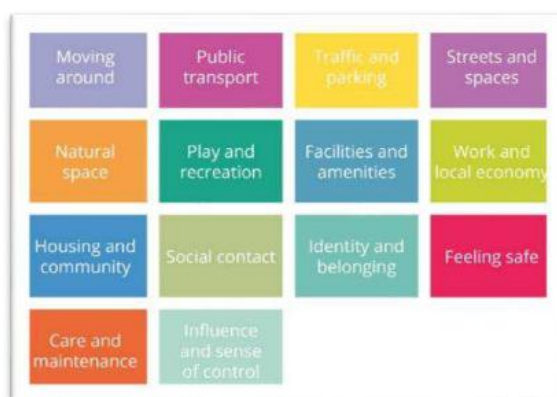 Moving
around
Public
transport
Traffic and
parking
Streets and
spaces
Natural
space
Play and
recreation
Facilities and
amenities
Work and
local economy
Housing and
community
Social contact
Identity and
belonging
Feeling safe
Care and
maintenance
Influence
and sense
of control